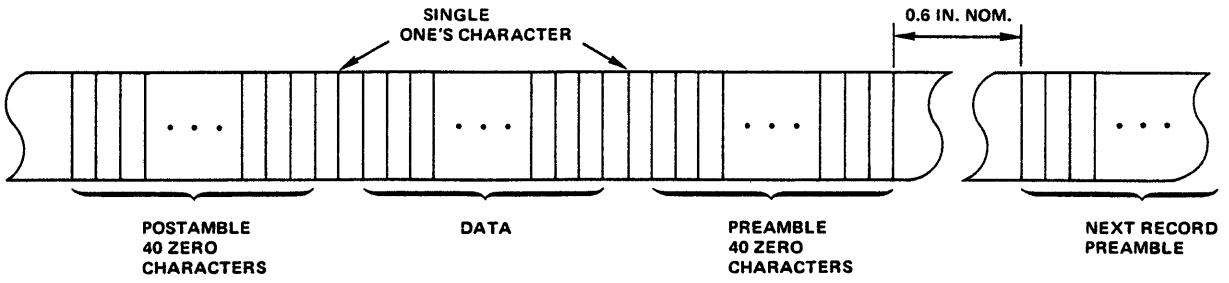 SINGLE
ONE'S CHARACTER
0.6 IN. NOM.
POSTAMBLE
40 ZERO
CHARACTERS
DATA
PREAMBLE
40 ZERO
CHARACTERS
NEXT RECORD
PREAMBLE